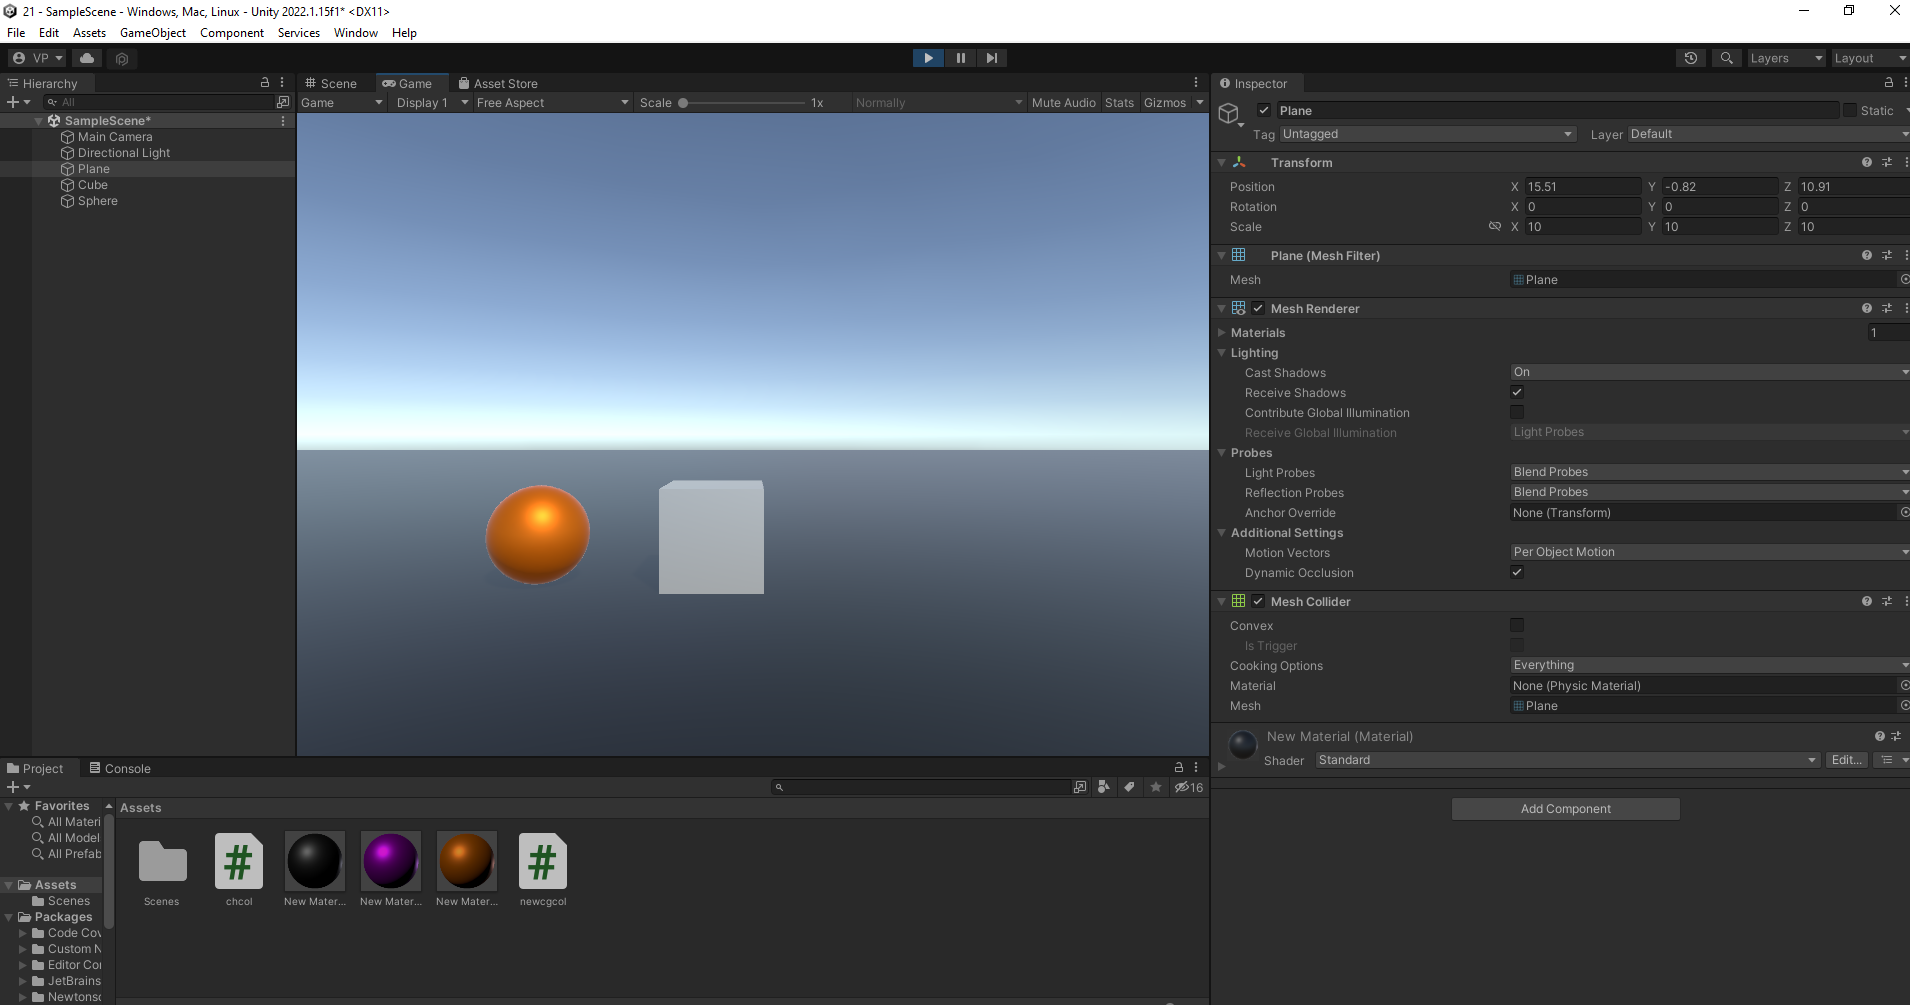 21 - SampleScene - Windows, Mac, Linux - Unity 2022.1.15f1* <DX11>
File Edit Assets GameObject Component Services Window Help
VP
Layers
Layout
Hierarchy
All
SampleScene*
Main Camera
Directional Light
Plane
Cube
Sphere
Scene Game Asset Store
Game Display 1 Free Aspect Scale 1x Normally Mute Audio Stats Gizmos
Inspector
Plane Static
Tag Untagged Layer Default
Transform
Position X 15.51 Y -0.82 Z 10.91
Rotation X 0 Y 0 Z 0
Scale X 10 Y 10 Z 10
Plane (Mesh Filter)
Mesh Plane
Mesh Renderer
Materials 1
Lighting
Cast Shadows On
Receive Shadows
Contribute Global Illumination
Receive Global Illumination Light Probes
Probes
Light Probes Blend Probes
Reflection Probes Blend Probes
Anchor Override None (Transform)
Additional Settings
Motion Vectors Per Object Motion
Dynamic Occlusion
Mesh Collider
Convex
Is Trigger
Cooking Options Everything
Material None (Physic Material)
Mesh Plane
New Material (Material)
Shader Standard Edit...
Add Component
Project Console
16
Favorites
All Materi
All Model
All Prefab
Assets
Scenes
Packages
Code Cov
Custom N
Editor Cor
JetBrains
Newtonso
Assets
Scenes chcol New Mater... New Mater... New Mater... newcgcol